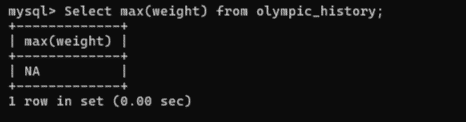 mysql> Select max(weight) from olympic_history;
+-------------+
| max(weight) |
+-------------+
| NA          |
+-------------+
1 row in set (0.00 sec)